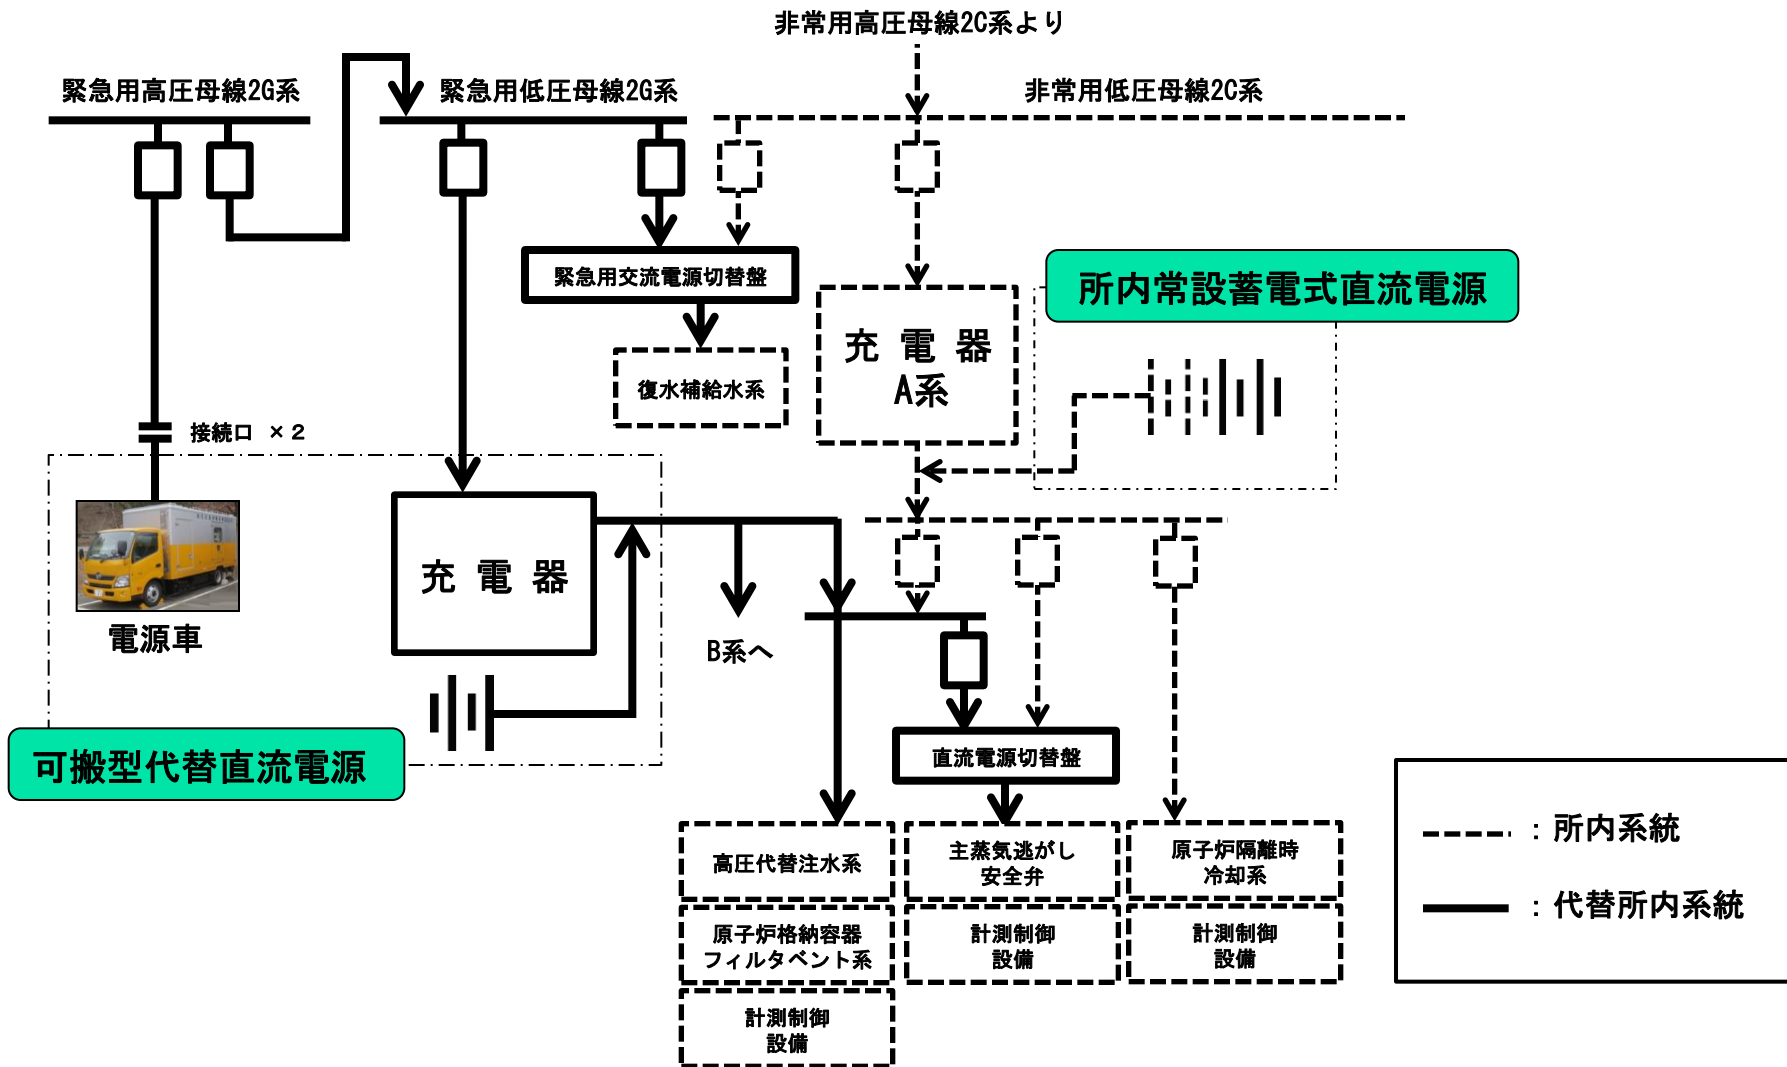 非常用高圧母線2C系より
緊急用高圧母線2G系
緊急用低圧母線2G系
非常用低圧母線2C系
緊急用交流電源切替盤
所内常設蓄電式直流電源
充電器
A系
復水補給水系
接続口 ×2
充電器
電源車
B系へ
可搬型代替直流電源
直流電源切替盤
高圧代替注水系
主蒸気逃がし
安全弁
原子炉隔離時
冷却系
原子炉格納容器
フィルタベント系
計測制御
設備
計測制御
設備
計測制御
設備
：所内系統
：代替所内系統